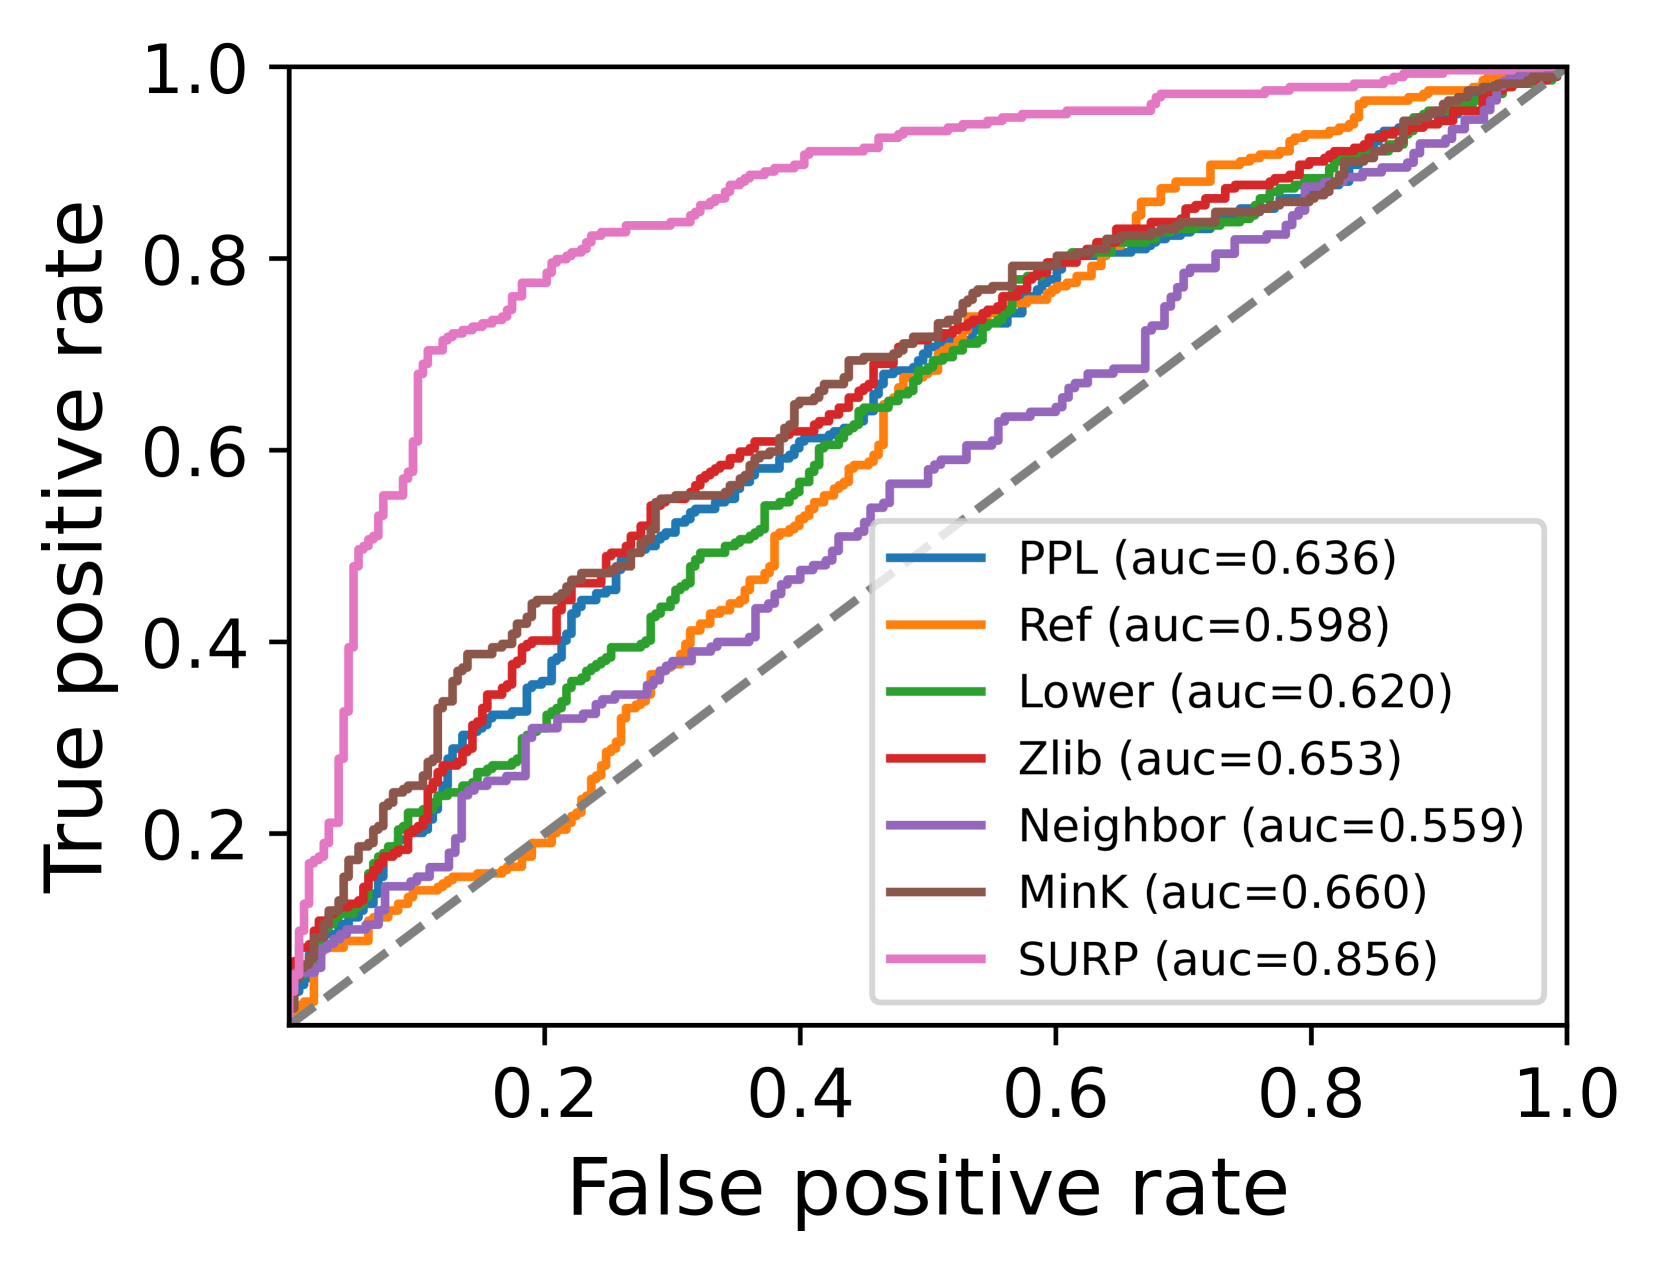 True positive rate
1.0
0.8
0.6
0.4
0.2
PPL (auc=0.636)
Ref (auc=0.598)
Lower (auc=0.620)
Zlib (auc=0.653)
Neighbor (auc=0.559)
MinK (auc=0.660)
SURP (auc=0.856)
0.2 0.4 0.6 0.8 1.0
False positive rate